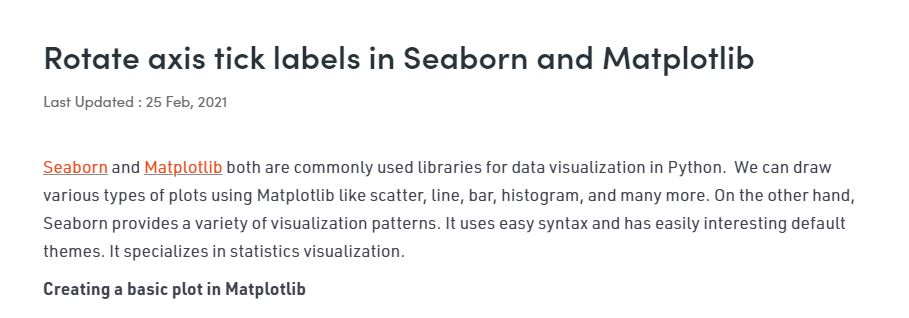 Rotate axis tick labels in Seaborn and Matplotlib
Last Updated : 25 Feb, 2021
Seaborn and Matplotlib both are commonly used libraries for data visualization in Python.  We can draw
various types of plots using Matplotlib like scatter, line, bar, histogram, and many more. On the other hand,
Seaborn provides a variety of visualization patterns. It uses easy syntax and has easily interesting default
themes. It specializes in statistics visualization.
Creating a basic plot in Matplotlib